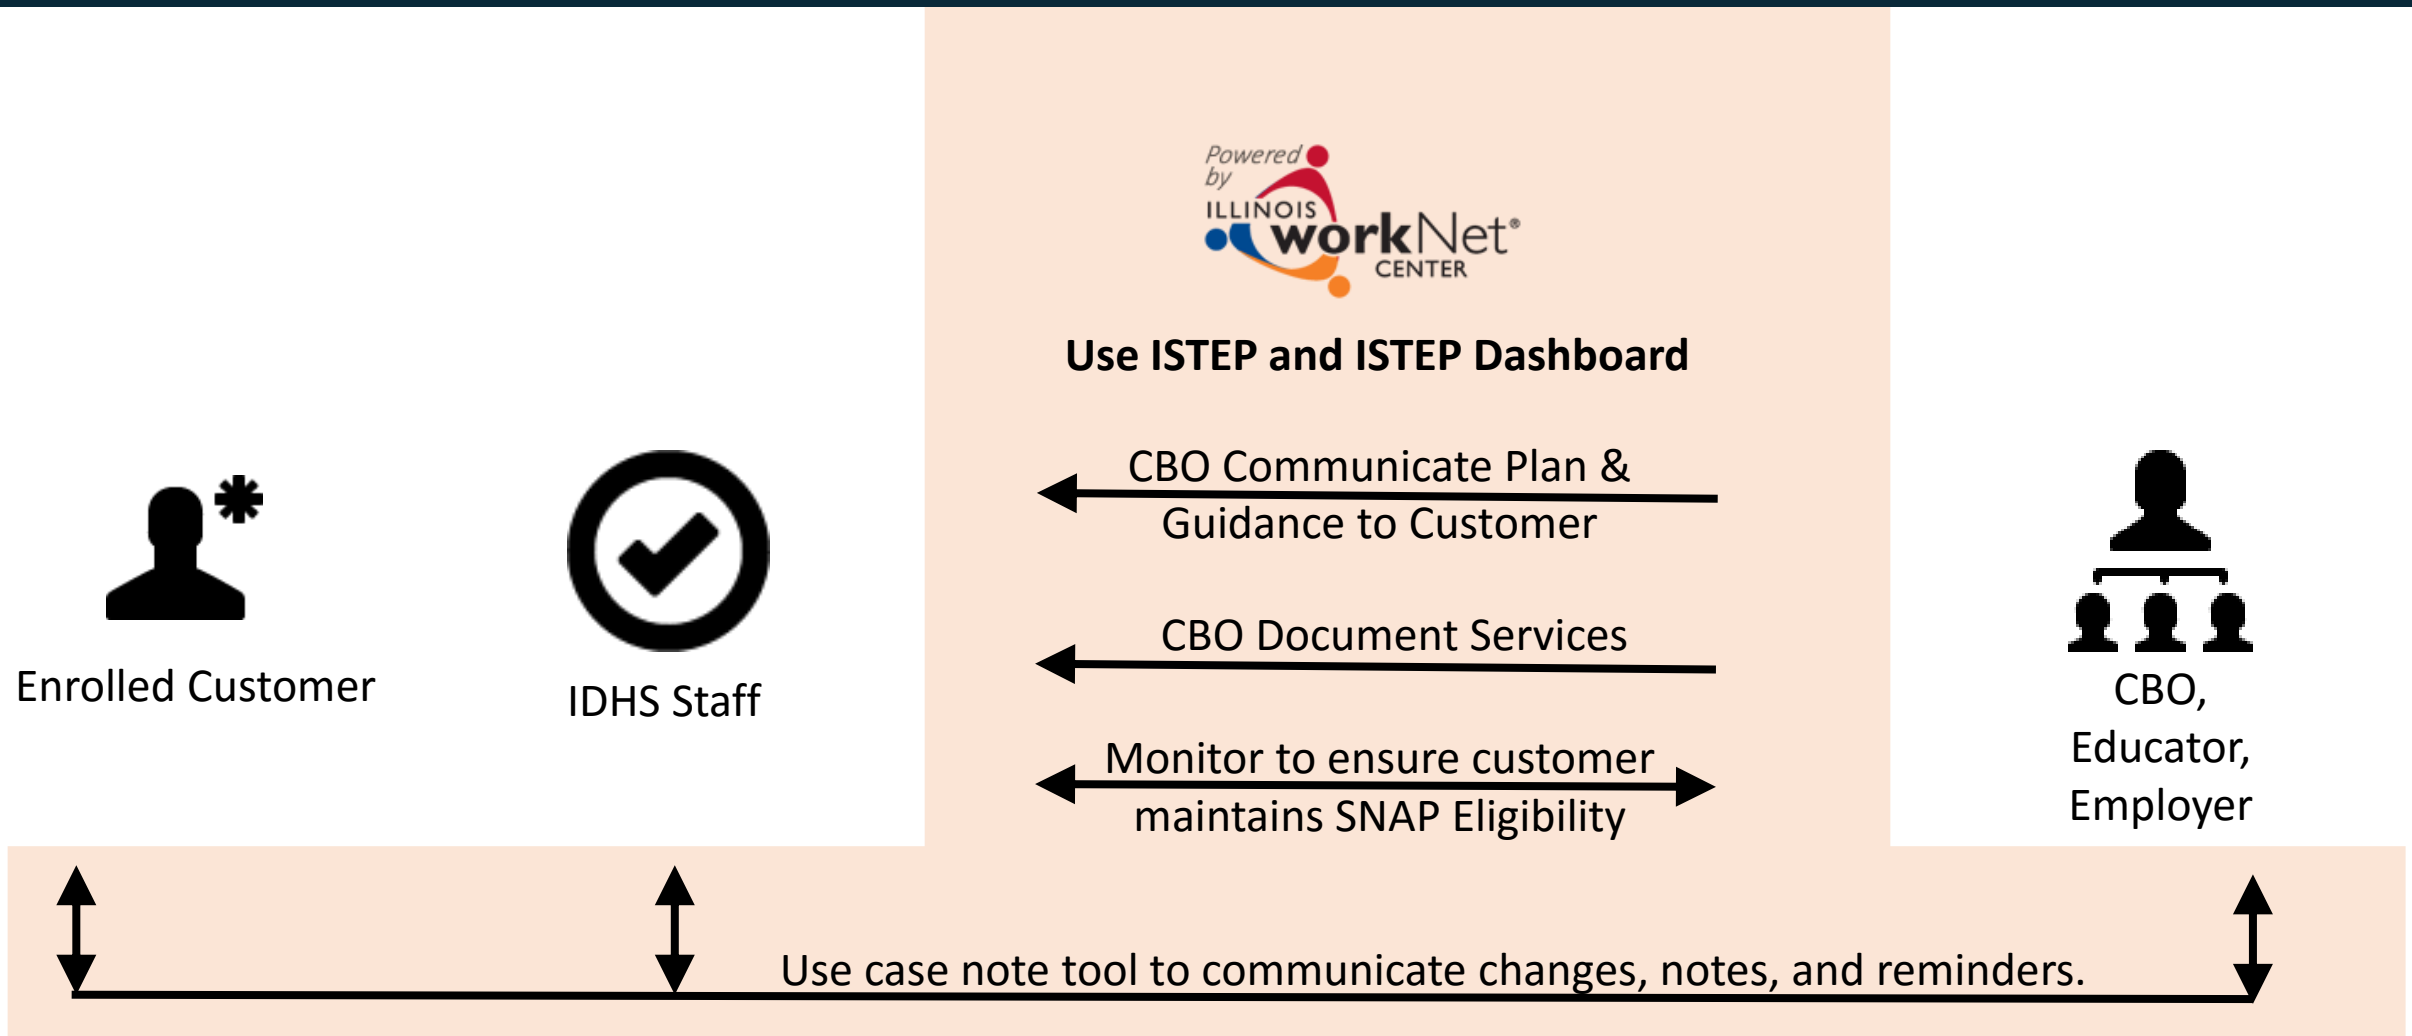 Powered
by
ILLINOIS
workNet®
CENTER
Use ISTEP and ISTEP Dashboard
CBO Communicate Plan &
Guidance to Customer
CBO Document Services
Monitor to ensure customer
maintains SNAP Eligibility
Enrolled Customer
IDHS Staff
CBO,
Educator,
Employer
Use case note tool to communicate changes, notes, and reminders.